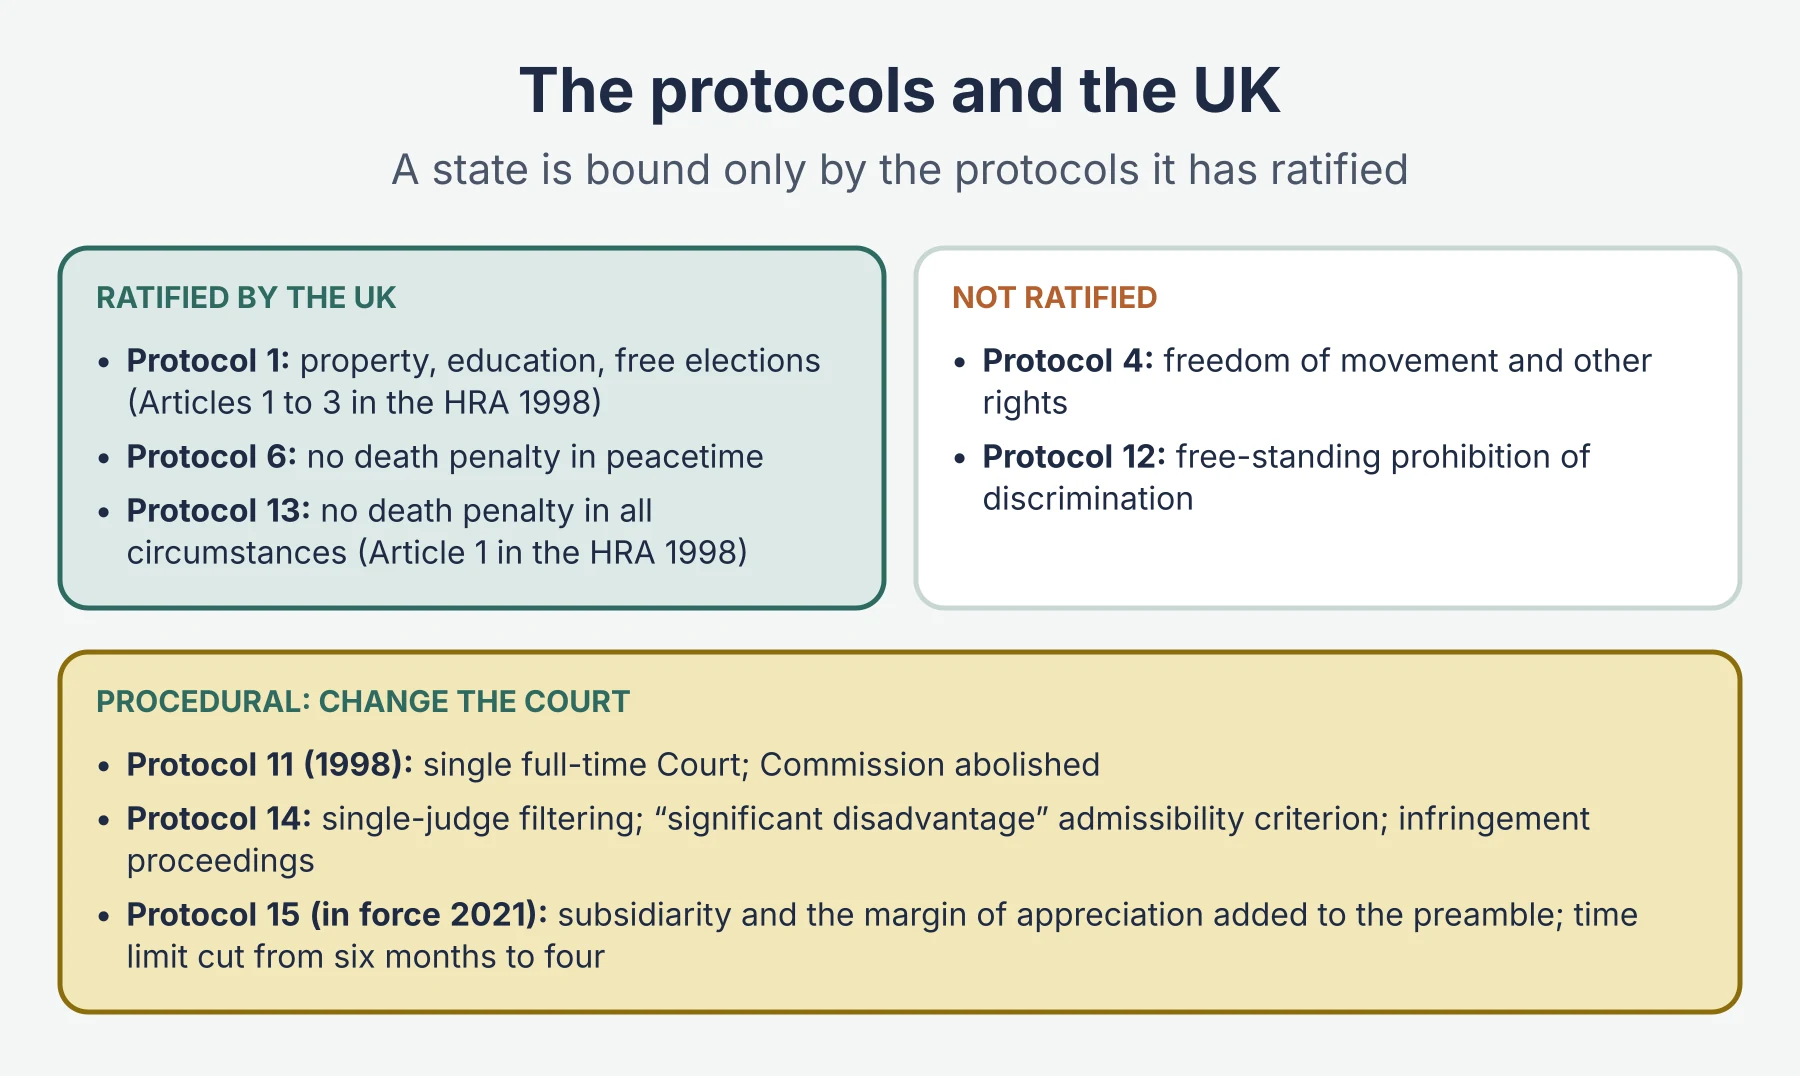 The protocols and the UK
A state is bound only by the protocols it has ratified
RATIFIED BY THE UK
• Protocol 1: property, education, free elections
(Articles 1 to 3 in the HRA 1998)
• Protocol 6: no death penalty in peacetime
• Protocol 13: no death penalty in all
circumstances (Article 1 in the HRA 1998)
NOT RATIFIED
• Protocol 4: freedom of movement and other
rights
• Protocol 12: free-standing prohibition of
discrimination
PROCEDURAL: CHANGE THE COURT
• Protocol 11 (1998): single full-time Court; Commission abolished
• Protocol 14: single-judge filtering; “significant disadvantage” admissibility criterion; infringement
proceedings
• Protocol 15 (in force 2021): subsidiarity and the margin of appreciation added to the preamble; time
limit cut from six months to four